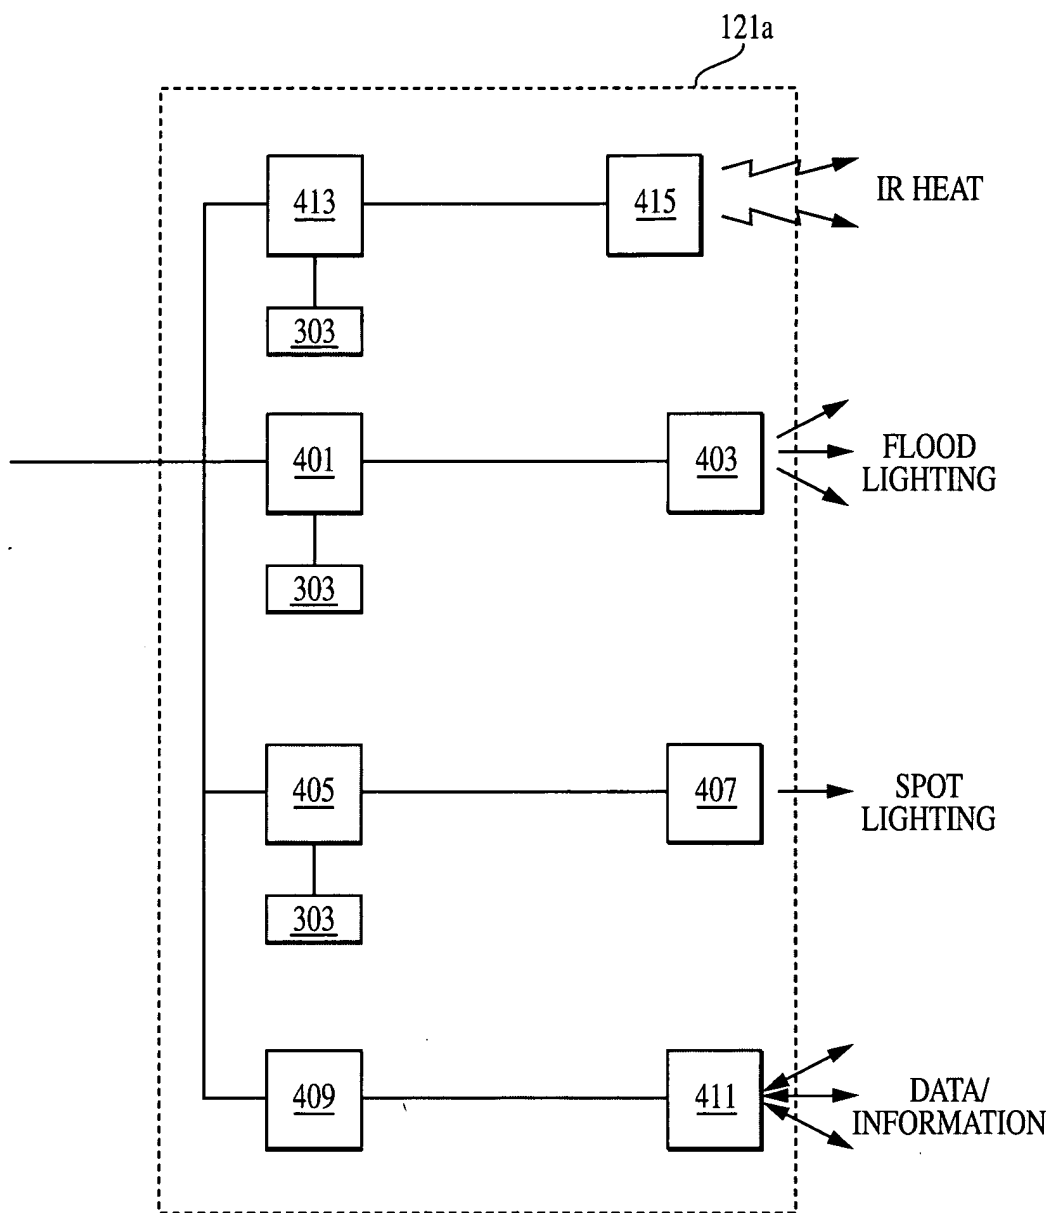 121a
413
415
IR HEAT
303
401
403
FLOOD
LIGHTING
303
405
407
SPOT
LIGHTING
303
409
411
DATA/
INFORMATION